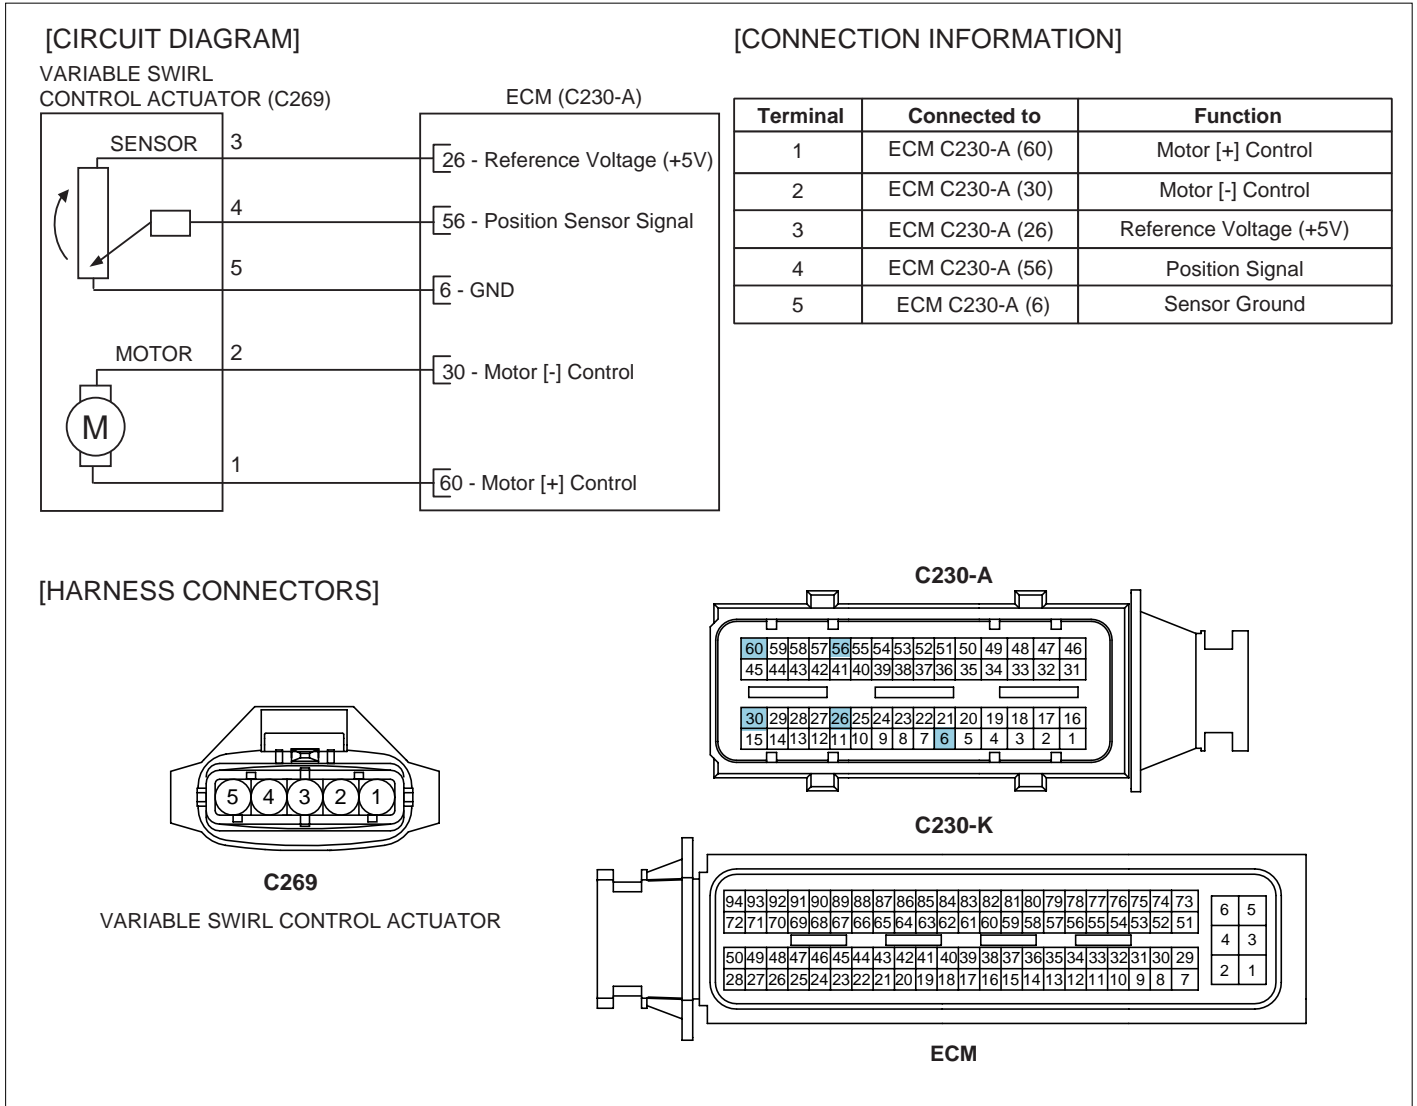 [CIRCUIT DIAGRAM]
VARIABLE SWIRL
CONTROL ACTUATOR (C269)
ECM (C230-A)
SENSOR
3
26 - Reference Voltage (+5V)
4
56 - Position Sensor Signal
5
6 - GND
MOTOR
2
30 - Motor [-] Control
M
1
60 - Motor [+] Control
[CONNECTION INFORMATION]
Terminal Connected to Function
1 ECM C230-A (60) Motor [+] Control
2 ECM C230-A (30) Motor [-] Control
3 ECM C230-A (26) Reference Voltage (+5V)
4 ECM C230-A (56) Position Signal
5 ECM C230-A (6) Sensor Ground
[HARNESS CONNECTORS]
5 4 3 2 1
C269
VARIABLE SWIRL CONTROL ACTUATOR
C230-A
60 59 58 57 56 55 54 53 52 51 50 49 48 47 46
45 44 43 42 41 40 39 38 37 36 35 34 33 32 31
30 29 28 27 26 25 24 23 22 21 20 19 18 17 16
15 14 13 12 11 10 9 8 7 6 5 4 3 2 1
C230-K
94 93 92 91 90 89 88 87 86 85 84 83 82 81 80 79 78 77 76 75 74 73
72 71 70 69 68 67 66 65 64 63 62 61 60 59 58 57 56 55 54 53 52 51
50 49 48 47 46 45 44 43 42 41 40 39 38 37 36 35 34 33 32 31 30 29
28 27 26 25 24 23 22 21 20 19 18 17 16 15 14 13 12 11 10 9 8 7
6 5
4 3
2 1
ECM